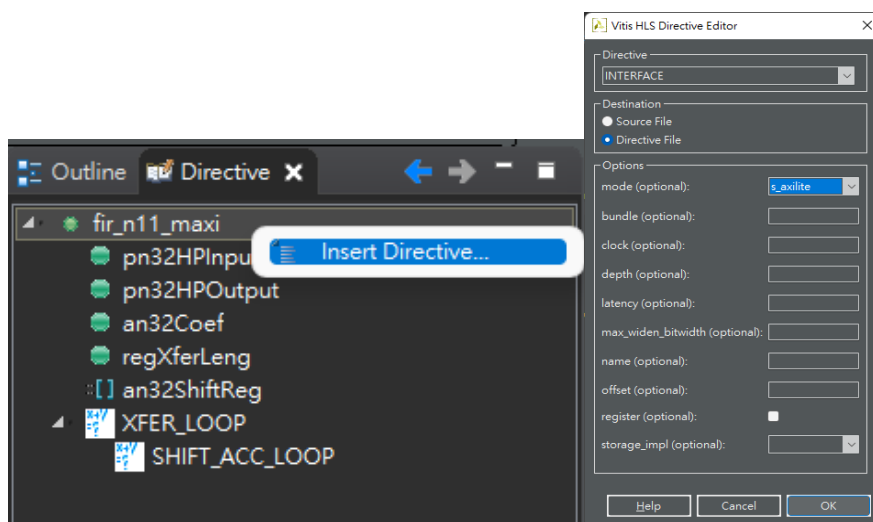 Outline
Directive
fir_n11_maxi
pn32HPInpu
Insert Directive...
pn32HPOutput
an32Coef
regXferLeng
an32ShiftReg
XFER_LOOP
SHIFT_ACC_LOOP
Vitis HLS Directive Editor
Directive
INTERFACE
Destination
Source File
Directive File
Options
mode (optional):
s_axilite
bundle (optional):
clock (optional):
depth (optional):
latency (optional):
max_widen_bitwidth (optional):
name (optional):
offset (optional):
register (optional):
storage_impl (optional):
Help
Cancel
OK